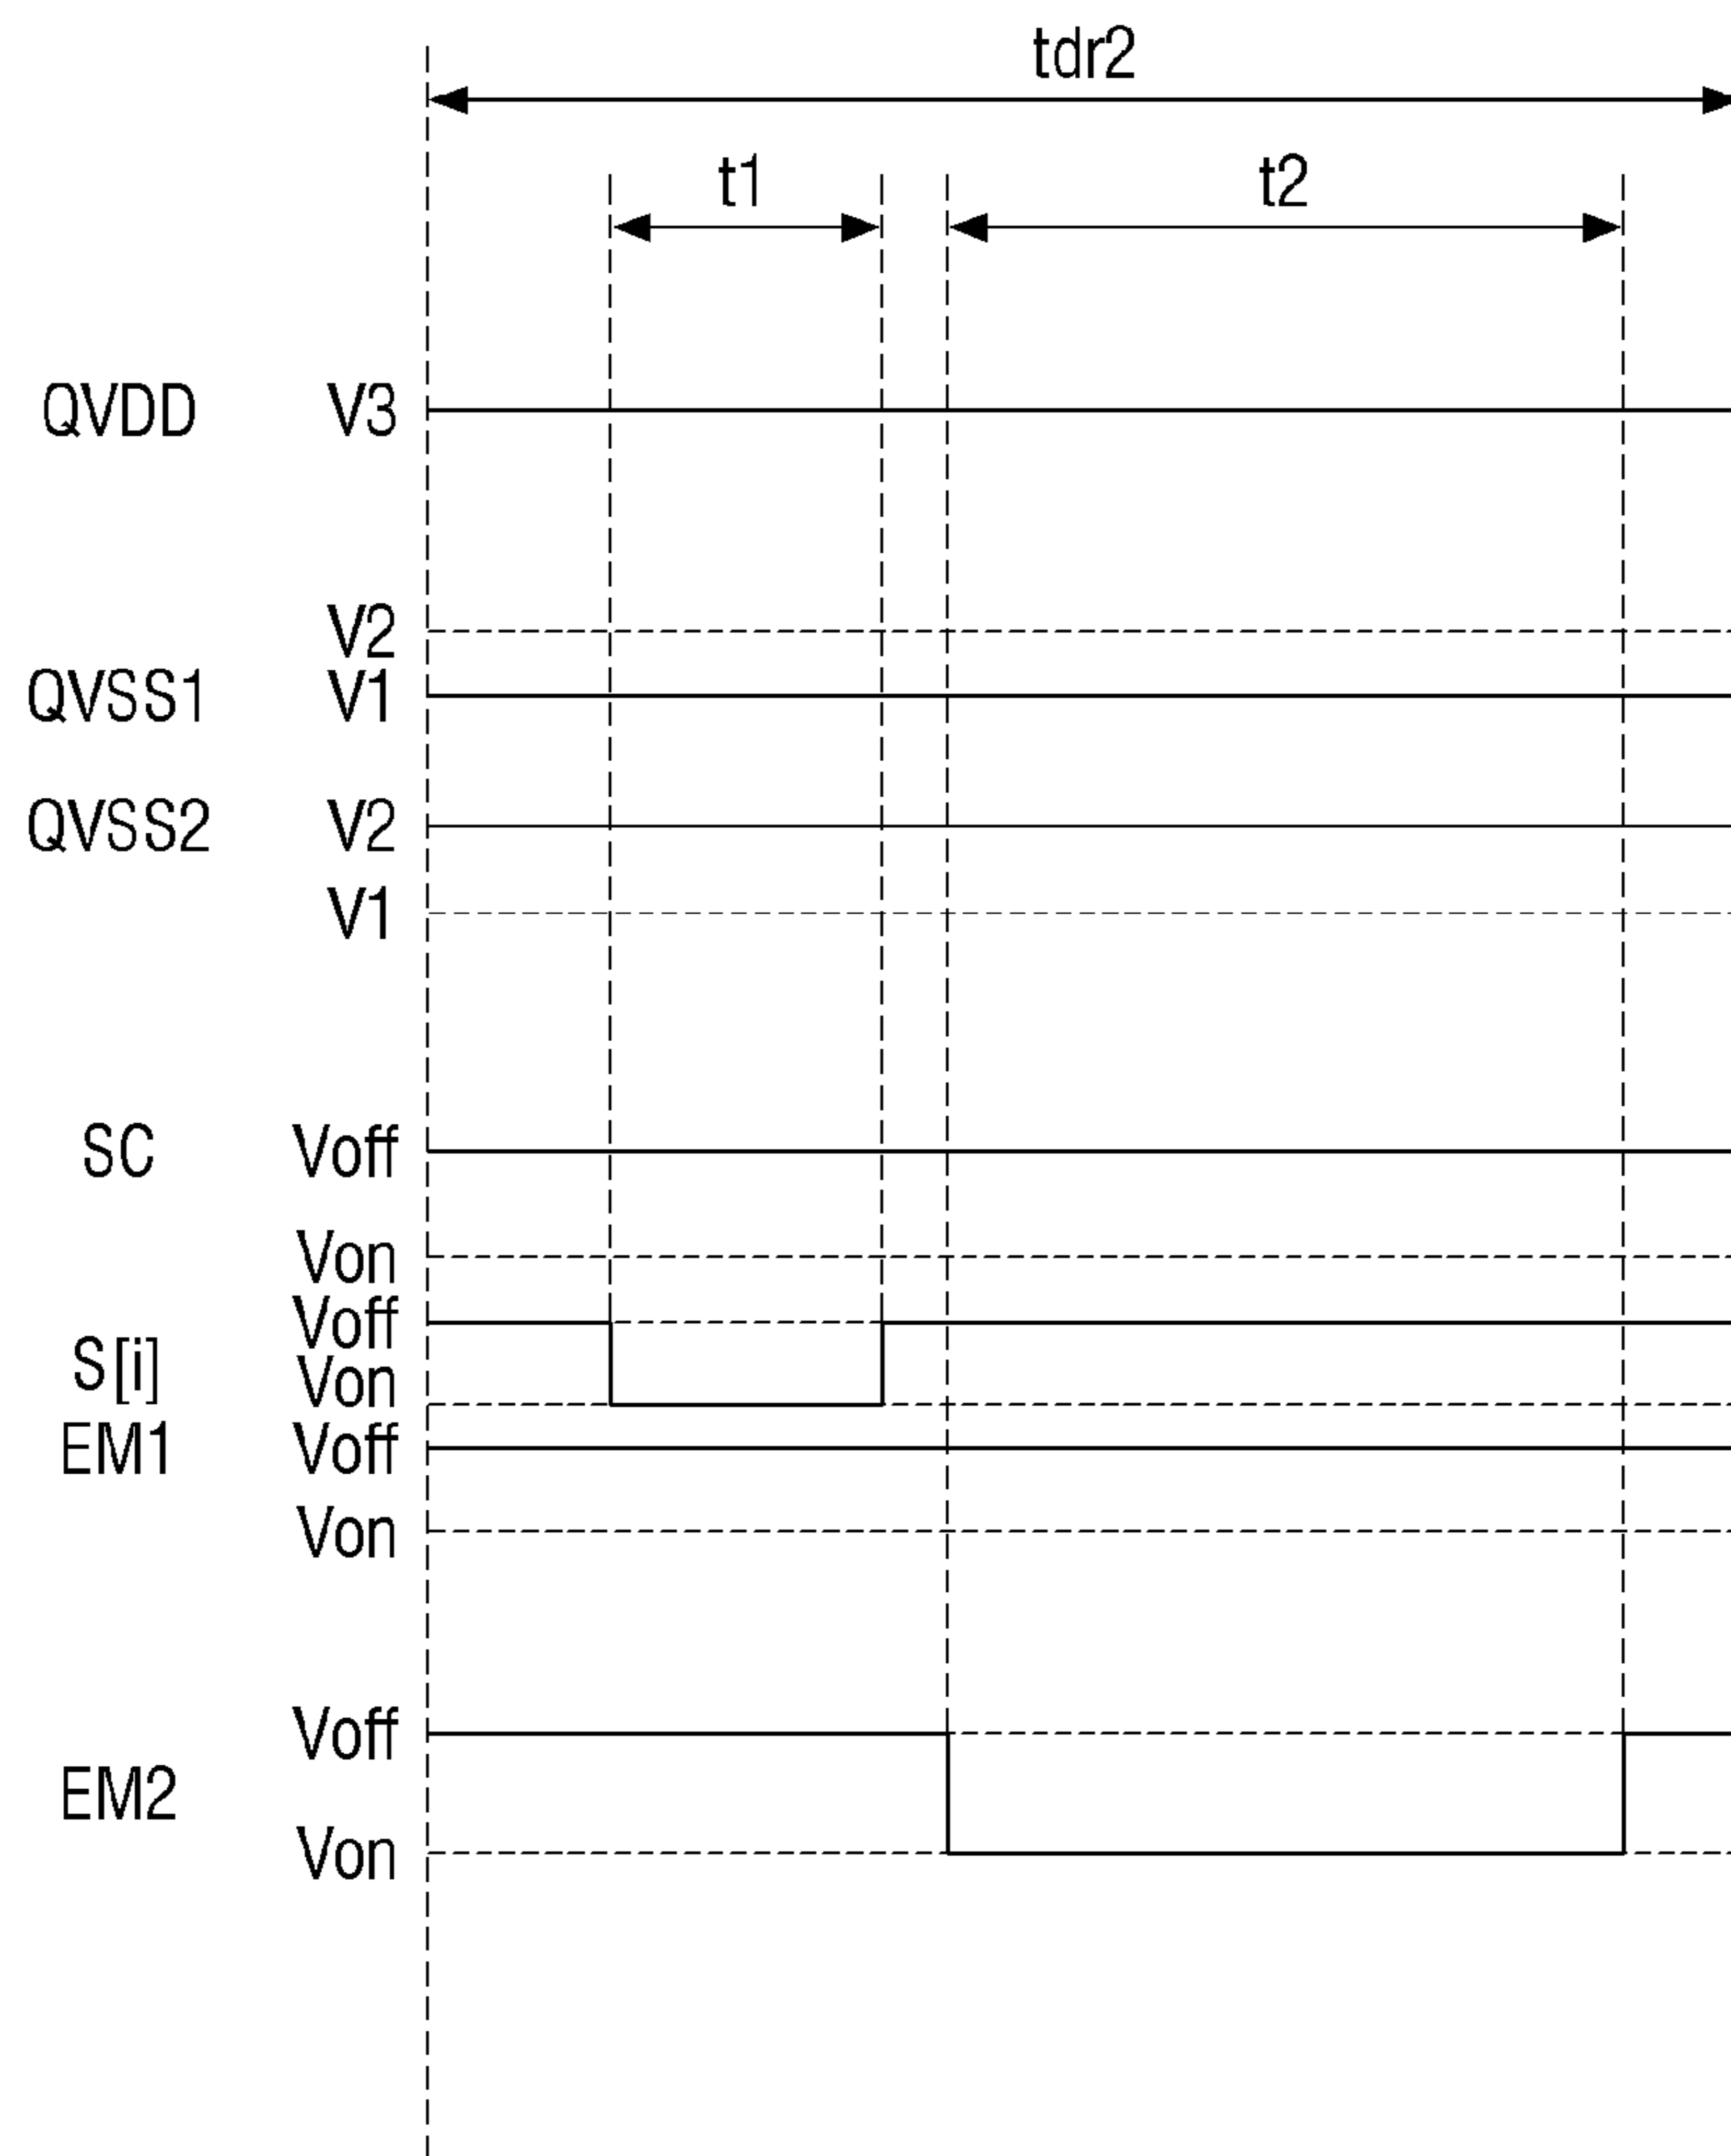 tdr2
t1 t2
QVDD V3
V2
QVSS1 V1
QVSS2 V2
V1
SC Voff
Von
Voff
S[i]
Von
EM1 Voff
Von
Voff
EM2
Von